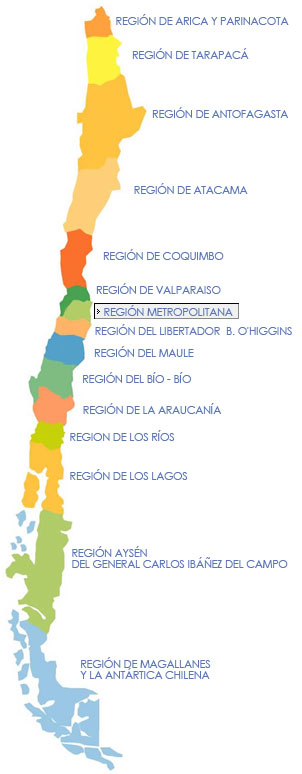 REGIÓN DE ARICA Y PARINACOTA
REGIÓN DE TARAPACÁ
REGIÓN DE ANTOFAGASTA
REGIÓN DE ATACAMA
REGIÓN DE COQUIMBO
REGIÓN DE VALPARAISO
REGIÓN METROPOLITANA
REGIÓN DEL LIBERTADOR B. O'HIGGINS
REGIÓN DEL MAULE
REGIÓN DEL BÍO - BÍO
REGIÓN DE LA ARAUCANÍA
REGION DE LOS RÍOS
REGIÓN DE LOS LAGOS
REGIÓN AYSÉN
DEL GENERAL CARLOS IBÁÑEZ DEL CAMPO
REGIÓN DE MAGALLANES
Y LA ANTÁRTICA CHILENA